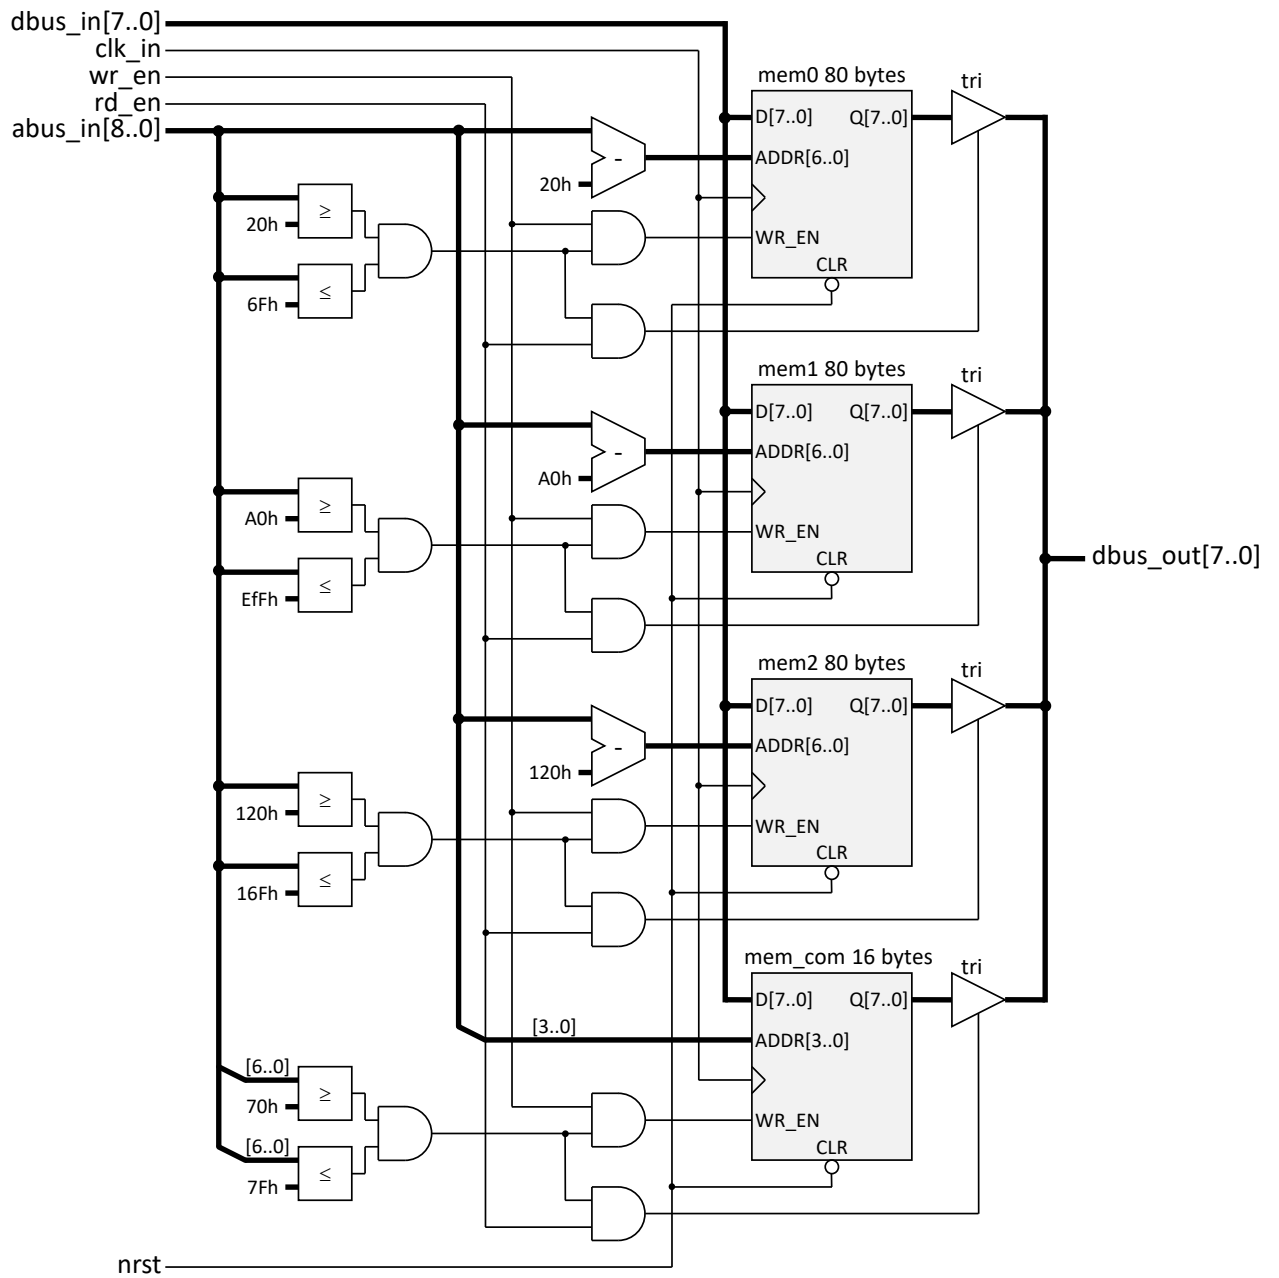 dbus_in[7..0]
clk_in
wr_en
rd_en
abus_in[8..0]
mem0 80 bytes
tri
D[7..0] Q[7..0]
ADDR[6..0]
-
20h
≥
20h
WR_EN
CLR
≤
6Fh
mem1 80 bytes
tri
D[7..0] Q[7..0]
ADDR[6..0]
-
A0h
≥
A0h
WR_EN
CLR
dbus_out[7..0]
≤
EfFh
mem2 80 bytes
tri
D[7..0] Q[7..0]
ADDR[6..0]
-
120h
≥
120h
WR_EN
CLR
≤
16Fh
mem_com 16 bytes
tri
D[7..0] Q[7..0]
[3..0]
ADDR[3..0]
[6..0]
≥
70h
WR_EN
CLR
[6..0]
≤
7Fh
nrst